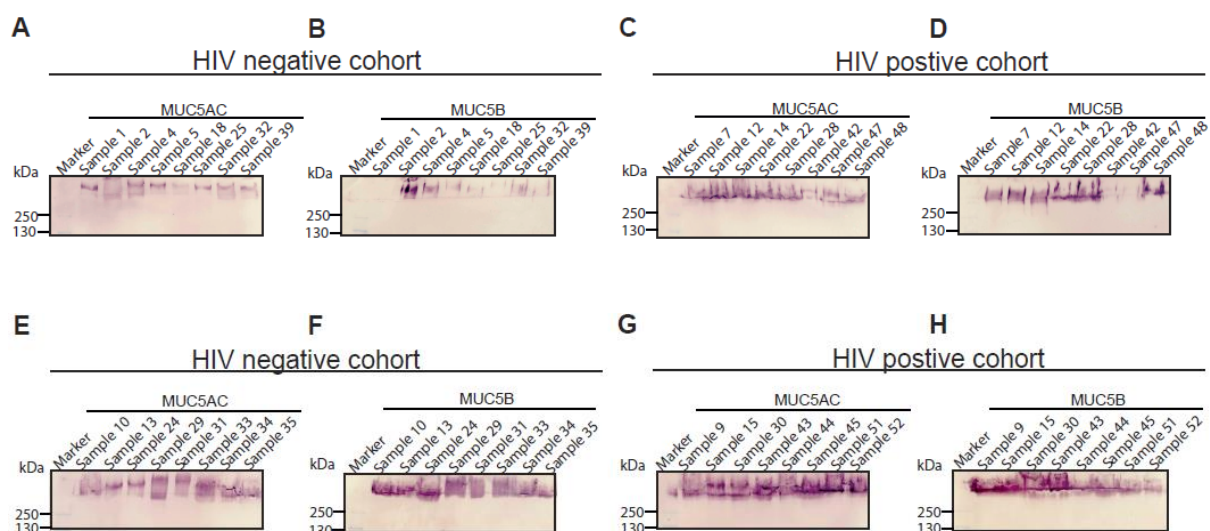 A
B
C
D
HIV negative cohort
HIV postive cohort
MUC5AC
MUC5B
MUC5AC
MUC5B
kDa
Marker
Sample 1
Sample 2
Sample 4
Sample 5
Sample 18
Sample 25
Sample 32
Sample 39
250
130
kDa
Marker
Sample 1
Sample 2
Sample 4
Sample 5
Sample 18
Sample 25
Sample 32
Sample 39
250
130
kDa
Marker
Sample 7
Sample 12
Sample 14
Sample 22
Sample 28
Sample 42
Sample 47
Sample 48
250
130
kDa
Marker
Sample 7
Sample 12
Sample 14
Sample 22
Sample 28
Sample 42
Sample 47
Sample 48
250
130
E
F
G
H
HIV negative cohort
HIV postive cohort
MUC5AC
MUC5B
MUC5AC
MUC5B
kDa
Marker
Sample 10
Sample 13
Sample 24
Sample 29
Sample 31
Sample 33
Sample 34
Sample 35
250
130
kDa
Marker
Sample 10
Sample 13
Sample 24
Sample 29
Sample 31
Sample 33
Sample 34
Sample 35
250
130
kDa
Marker
Sample 9
Sample 15
Sample 30
Sample 43
Sample 44
Sample 45
Sample 51
Sample 52
250
130
kDa
Marker
Sample 9
Sample 15
Sample 30
Sample 43
Sample 44
Sample 45
Sample 51
Sample 52
250
130